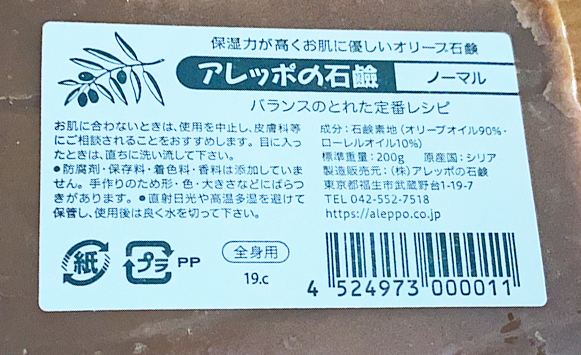 保湿力が高くお肌に優しいオリーブ石鹸
アレッポの石鹼 ノーマル
バランスのとれた定番レシピ
お肌に合わないときは、使用を中止し、皮膚科等
にご相談されることをおすすめします。目に入っ
たときは、直ちに洗い流して下さい。
●防腐剤・保存料・着色料・香料は添加していま
せん。手作りのため形・色・大きさなどにばらつ
きがあります。●直射日光や高温多湿を避けて
保管し、使用後は良く水を切って下さい。
成分：石鹸素地（オリーブオイル90%・
ローレルオイル10%）
標準重量：200g 原産国：シリア
製造販売元：（株）アレッポの石鹸
東京都福生市武蔵野台1-19-7
TEL 042-552-7518
https://aleppo.co.jp
紙 プラ PP
全身用
19.c
4 524973 000011